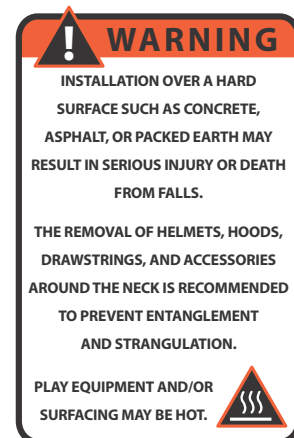 WARNING
INSTALLATION OVER A HARD
SURFACE SUCH AS CONCRETE,
ASPHALT, OR PACKED EARTH MAY
RESULT IN SERIOUS INJURY OR DEATH
FROM FALLS.
THE REMOVAL OF HELMETS, HOODS,
DRAWSTRINGS, AND ACCESSORIES
AROUND THE NECK IS RECOMMENDED
TO PREVENT ENTANGLEMENT
AND STRANGULATION.
PLAY EQUIPMENT AND/OR
SURFACING MAY BE HOT.